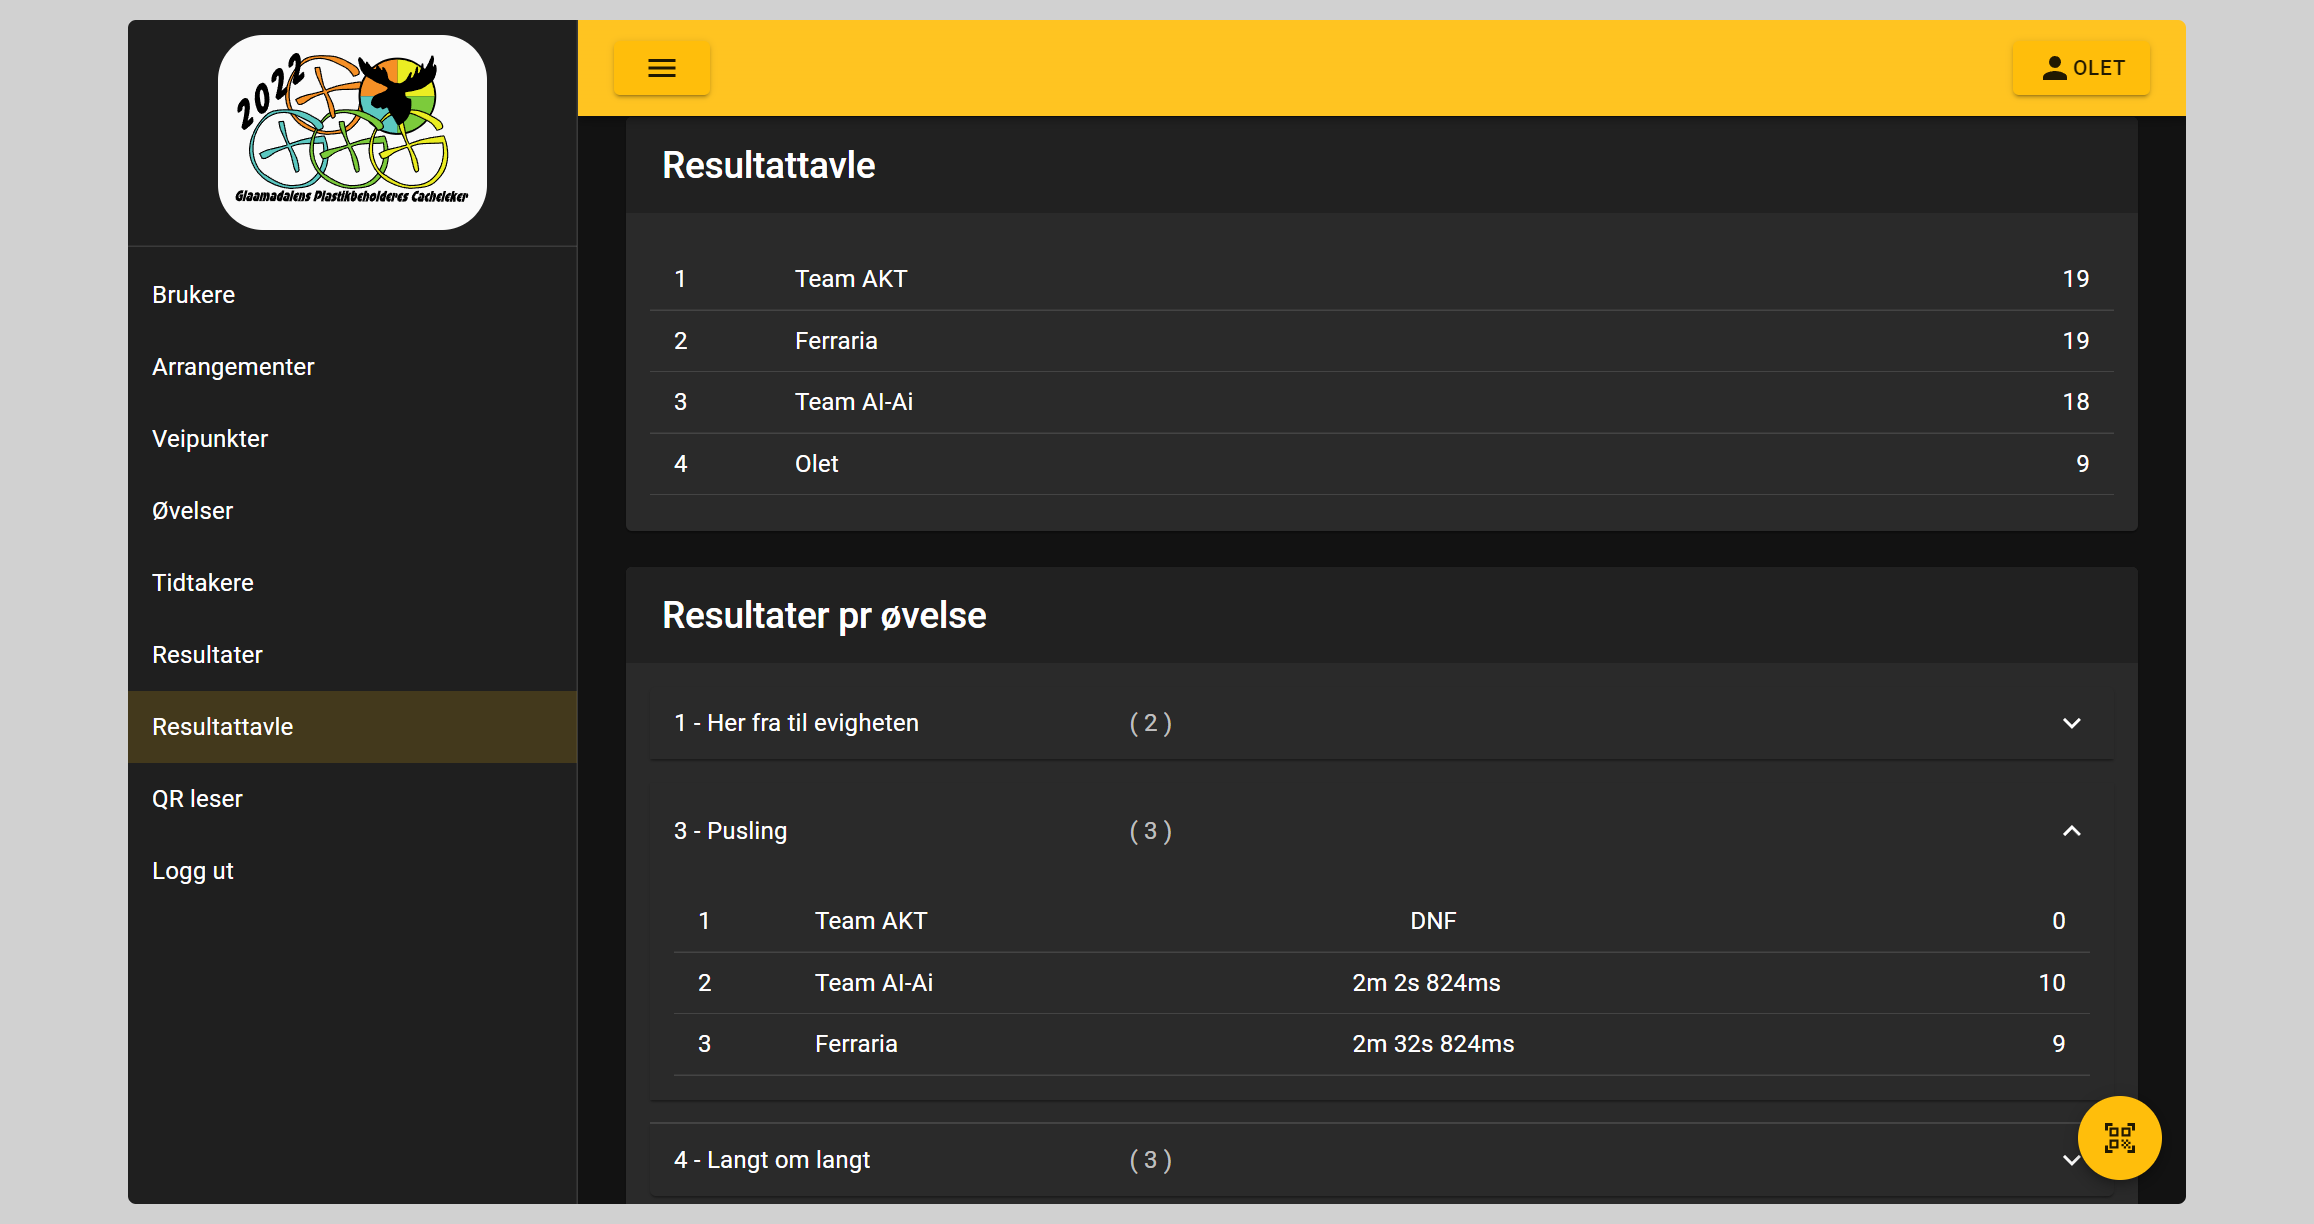 2022
Glaamadalens Plastikbeholderes Cacheleker
OLET
Brukere
Arrangementer
Veipunkter
Øvelser
Tidtakere
Resultater
Resultattavle
QR leser
Logg ut
Resultattavle
1 Team AKT 19
2 Ferraria 19
3 Team Al-Ai 18
4 Olet 9
Resultater pr øvelse
1 - Her fra til evigheten ( 2 )
3 - Pusling ( 3 )
1 Team AKT DNF 0
2 Team Al-Ai 2m 2s 824ms 10
3 Ferraria 2m 32s 824ms 9
4 - Langt om langt ( 3 )